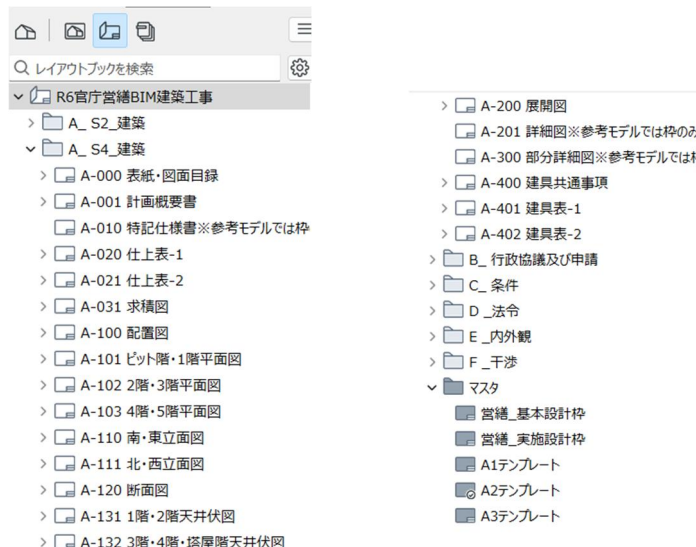 レイアウトブックを検索
R6官庁営繕BIM建築工事
A_ S2_建築
A_ S4_建築
A-000 表紙・図面目録
A-001 計画概要書
A-010 特記仕様書※参考モデルでは枠
A-020 仕上表-1
A-021 仕上表-2
A-031 求積図
A-100 配置図
A-101 ピット階・1階平面図
A-102 2階・3階平面図
A-103 4階・5階平面図
A-110 南・東立面図
A-111 北・西立面図
A-120 断面図
A-131 1階・2階天井伏図
A-132 3階・4階・塔屋階天井伏図
A-200 展開図
A-201 詳細図※参考モデルでは枠のみ
A-300 部分詳細図※参考モデルでは
A-400 建具共通事項
A-401 建具表-1
A-402 建具表-2
B_ 行政協議及び申請
C_ 条件
D _法令
E _内外観
F _干渉
マスタ
営繕_基本設計枠
営繕_実施設計枠
A1テンプレート
A2テンプレート
A3テンプレート